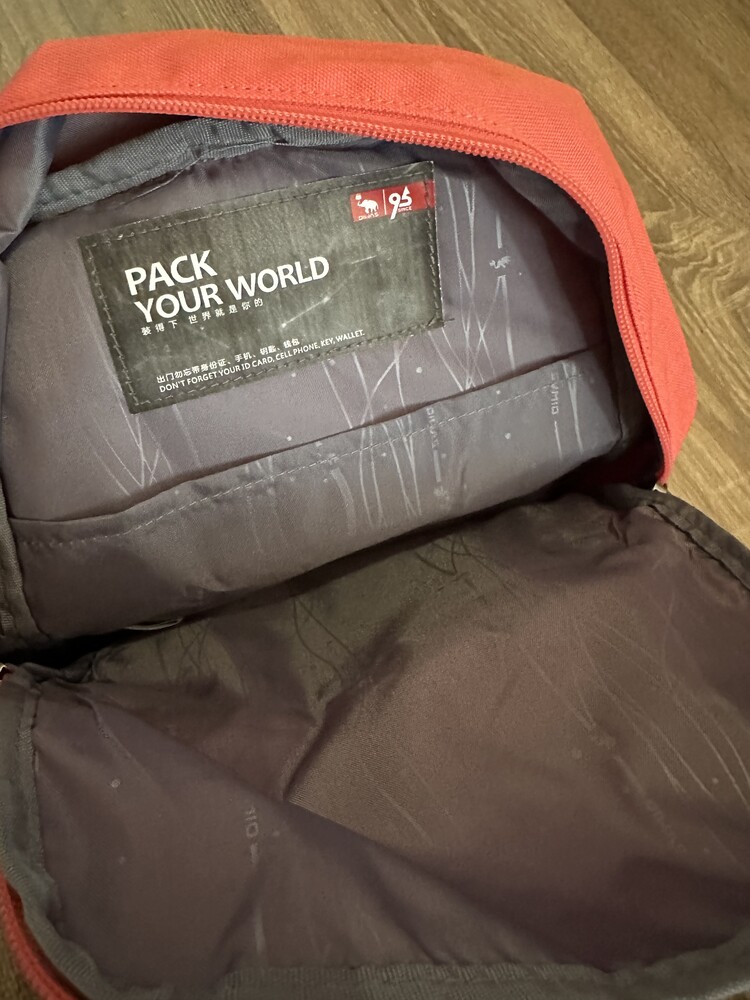 95
SINCE
PACK
YOUR WORLD
装得下 世界就是你的
出门勿忘带身份证、手机、钥匙、钱包
DON'T FORGET YOUR ID CARD, CELL PHONE, KEY, WALLET.